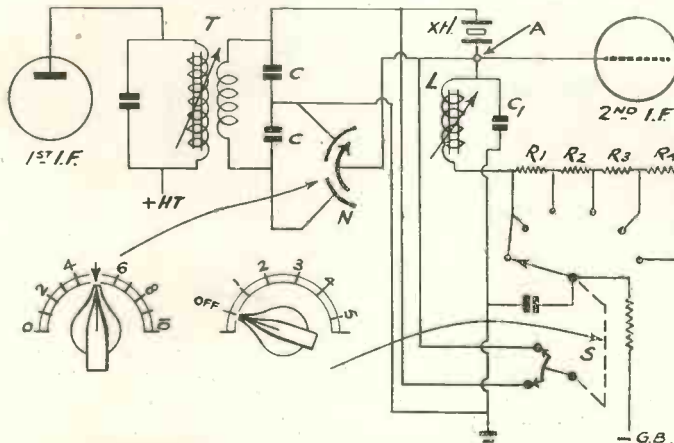 T
XH.
A
C
L
C1
1ST I.F.
2ND I.F.
+HT
C
N
R1 R2 R3 R4
0 2 4 6 8 10
OFF 1 2 3 4 5
S
G.B.